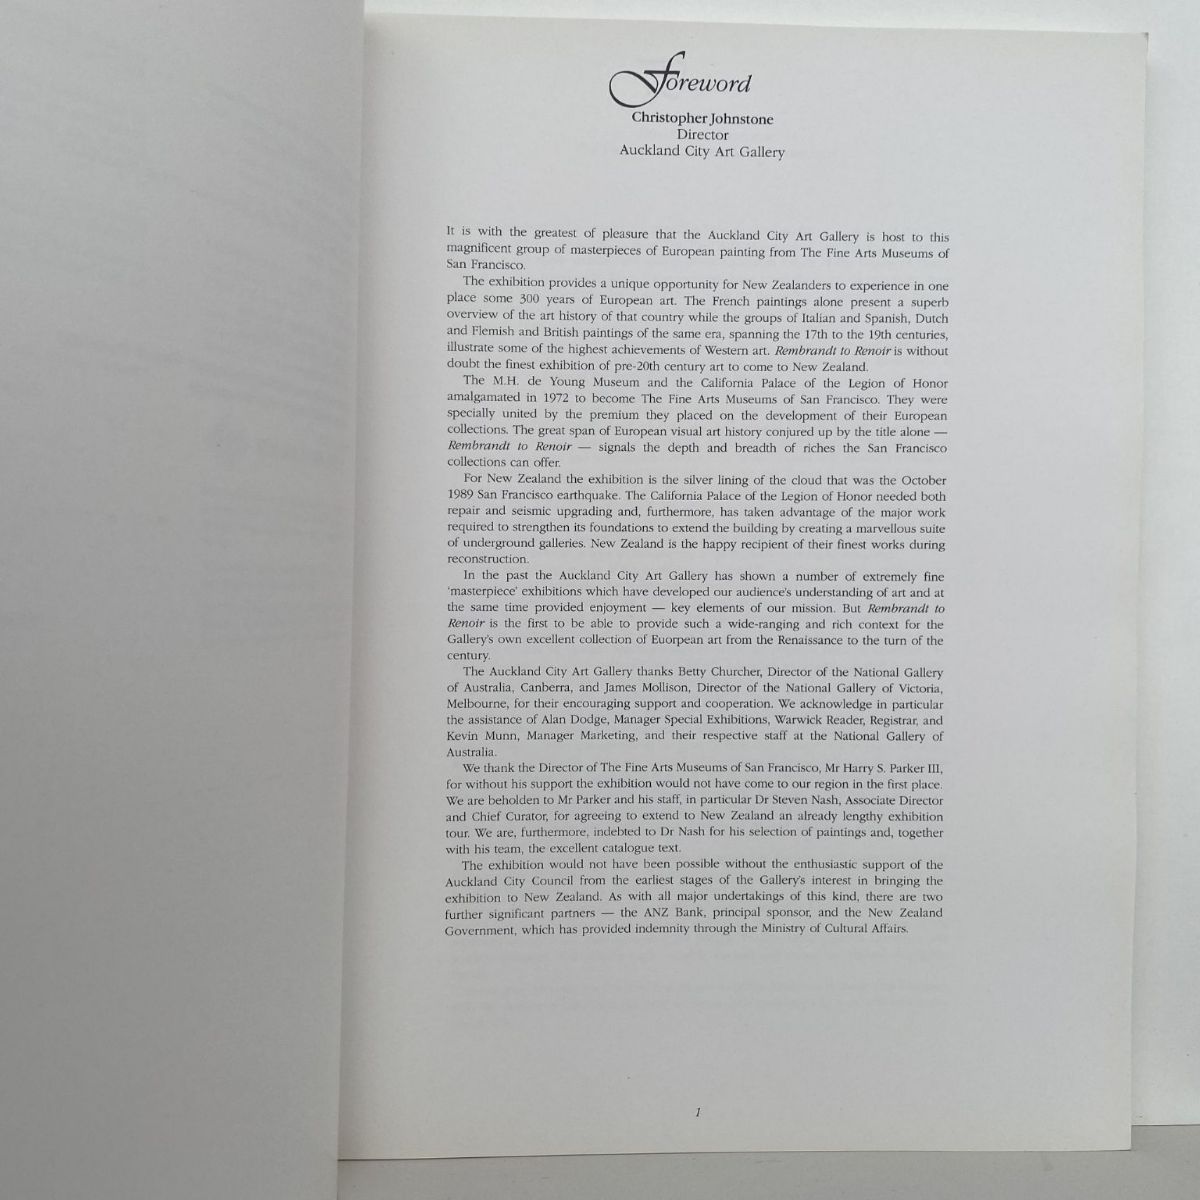 Foreword
Christopher Johnstone
Director
Auckland City Art Gallery
It is with the greatest of pleasure that the Auckland City Art Gallery is host to this
magnificent group of masterpieces of European painting from The Fine Arts Museums of
San Francisco.
The exhibition provides a unique opportunity for New Zealanders to experience in one
place some 300 years of European art. The French paintings alone present a superb
overview of the art history of that country while the groups of Italian and Spanish, Dutch
and Flemish and British paintings of the same era, spanning the 17th to the 19th centuries,
illustrate some of the highest achievements of Western art. Rembrandt to Renoir is without
doubt the finest exhibition of pre-20th century art to come to New Zealand.
The M.H. de Young Museum and the California Palace of the Legion of Honor
amalgamated in 1972 to become The Fine Arts Museums of San Francisco. They were
specially united by the premium they placed on the development of their European
collections. The great span of European visual art history conjured up by the title alone —
Rembrandt to Renoir — signals the depth and breadth of riches the San Francisco
collections can offer.
For New Zealand the exhibition is the silver lining of the cloud that was the October
1989 San Francisco earthquake. The California Palace of the Legion of Honor needed both
repair and seismic upgrading and, furthermore, has taken advantage of the major work
required to strengthen its foundations to extend the building by creating a marvellous suite
of underground galleries. New Zealand is the happy recipient of their finest works during
reconstruction.
In the past the Auckland City Art Gallery has shown a number of extremely fine
'masterpiece' exhibitions which have developed our audience's understanding of art and at
the same time provided enjoyment — key elements of our mission. But Rembrandt to
Renoir is the first to be able to provide such a wide-ranging and rich context for the
Gallery's own excellent collection of Euorpean art from the Renaissance to the turn of the
century.
The Auckland City Art Gallery thanks Betty Churcher, Director of the National Gallery
of Australia, Canberra, and James Mollison, Director of the National Gallery of Victoria,
Melbourne, for their encouraging support and cooperation. We acknowledge in particular
the assistance of Alan Dodge, Manager Special Exhibitions, Warwick Reader, Registrar, and
Kevin Munn, Manager Marketing, and their respective staff at the National Gallery of
Australia.
We thank the Director of The Fine Arts Museums of San Francisco, Mr Harry S. Parker III,
for without his support the exhibition would not have come to our region in the first place.
We are beholden to Mr Parker and his staff, in particular Dr Steven Nash, Associate Director
and Chief Curator, for agreeing to extend to New Zealand an already lengthy exhibition
tour. We are, furthermore, indebted to Dr Nash for his selection of paintings and, together
with his team, the excellent catalogue text.
The exhibition would not have been possible without the enthusiastic support of the
Auckland City Council from the earliest stages of the Gallery's interest in bringing the
exhibition to New Zealand. As with all major undertakings of this kind, there are two
further significant partners — the ANZ Bank, principal sponsor, and the New Zealand
Government, which has provided indemnity through the Ministry of Cultural Affairs.
1